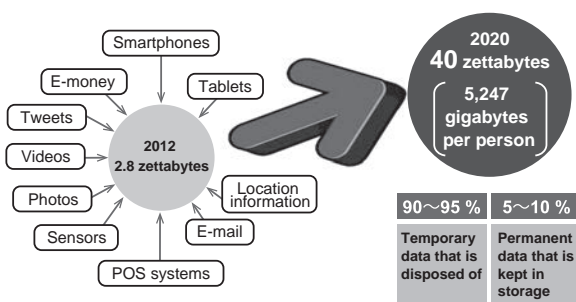 Smartphones
E-money
Tablets
Tweets
Videos
2012
2.8 zettabytes
Photos
Location
information
Sensors
E-mail
POS systems
2020
40 zettabytes
5,247
gigabytes
per person
90～95 %
5～10 %
Temporary
data that is
disposed of
Permanent
data that is
kept in
storage